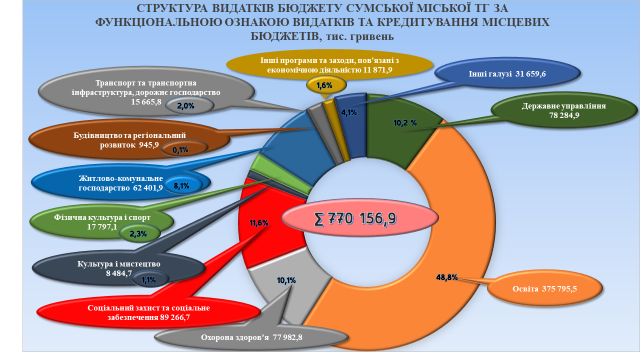 СТРУКТУРА ВИДАТКІВ БЮДЖЕТУ СУМСЬКОЇ МІСЬКОЇ ТГ ЗА
ФУНКЦІОНАЛЬНОЮ ОЗНАКОЮ ВИДАТКІВ ТА КРЕДИТУВАННЯ МІСЦЕВИХ
БЮДЖЕТІВ, тис. гривень
Інші програми та заходи, пов'язані з
економічною діяльністю 11 871,9
1,6%
Інші галузі 31 659,6
4,1%
Транспорт та транспортна
інфраструктура, дорожнє господарство
15 665,8
2,0%
Державне управління
78 284,9
10,2 %
Будівництво та регіональний
розвиток 945,9
0,1%
Житлово-комунальне
господарство 62 401,9
8,1%
Фізична культура і спорт
17 797,1
2,3%
∑ 770 156,9
Культура і мистецтво
8 484,7
1,1%
11,6%
Соціальний захист та соціальне
забезпечення 89 266,7
10,1%
Охорона здоров'я 77 982,8
48,8%
Освіта 375 795,5